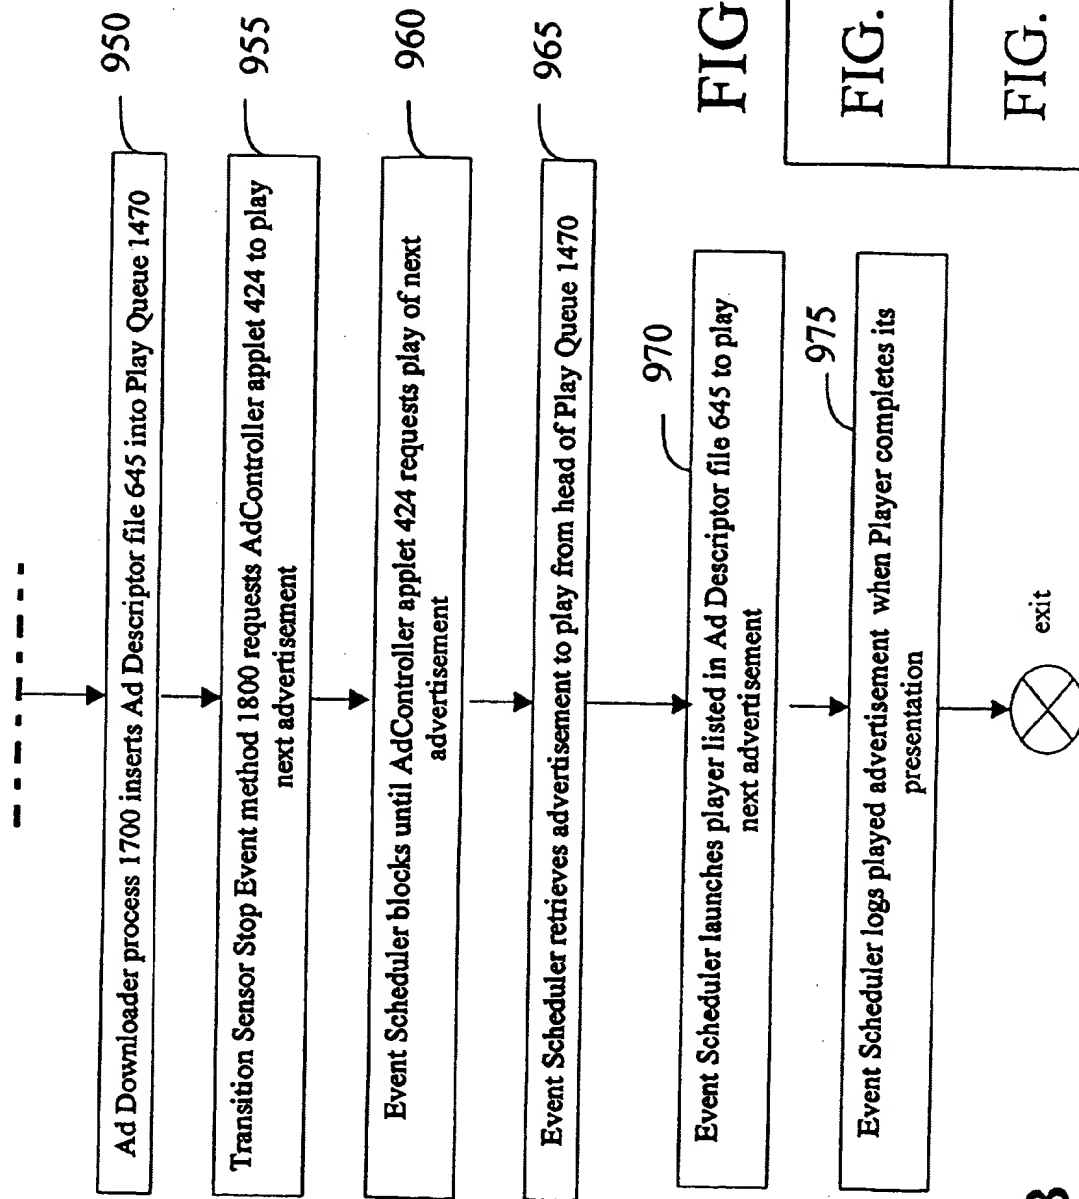 950
Ad Downloader process 1700 inserts Ad Descriptor file 645 into Play Queue 1470
955
Transition Sensor Stop Event method 1800 requests AdController applet 424 to play
next advertisement
960
Event Scheduler blocks until AdController applet 424 requests play of next
advertisement
965
Event Scheduler retrieves advertisement to play from head of Play Queue 1470
970
Event Scheduler launches player listed in Ad Descriptor file 645 to play
next advertisement
975
Event Scheduler logs played advertisement when Player completes its
presentation
exit
FIG
FIG.
FIG.